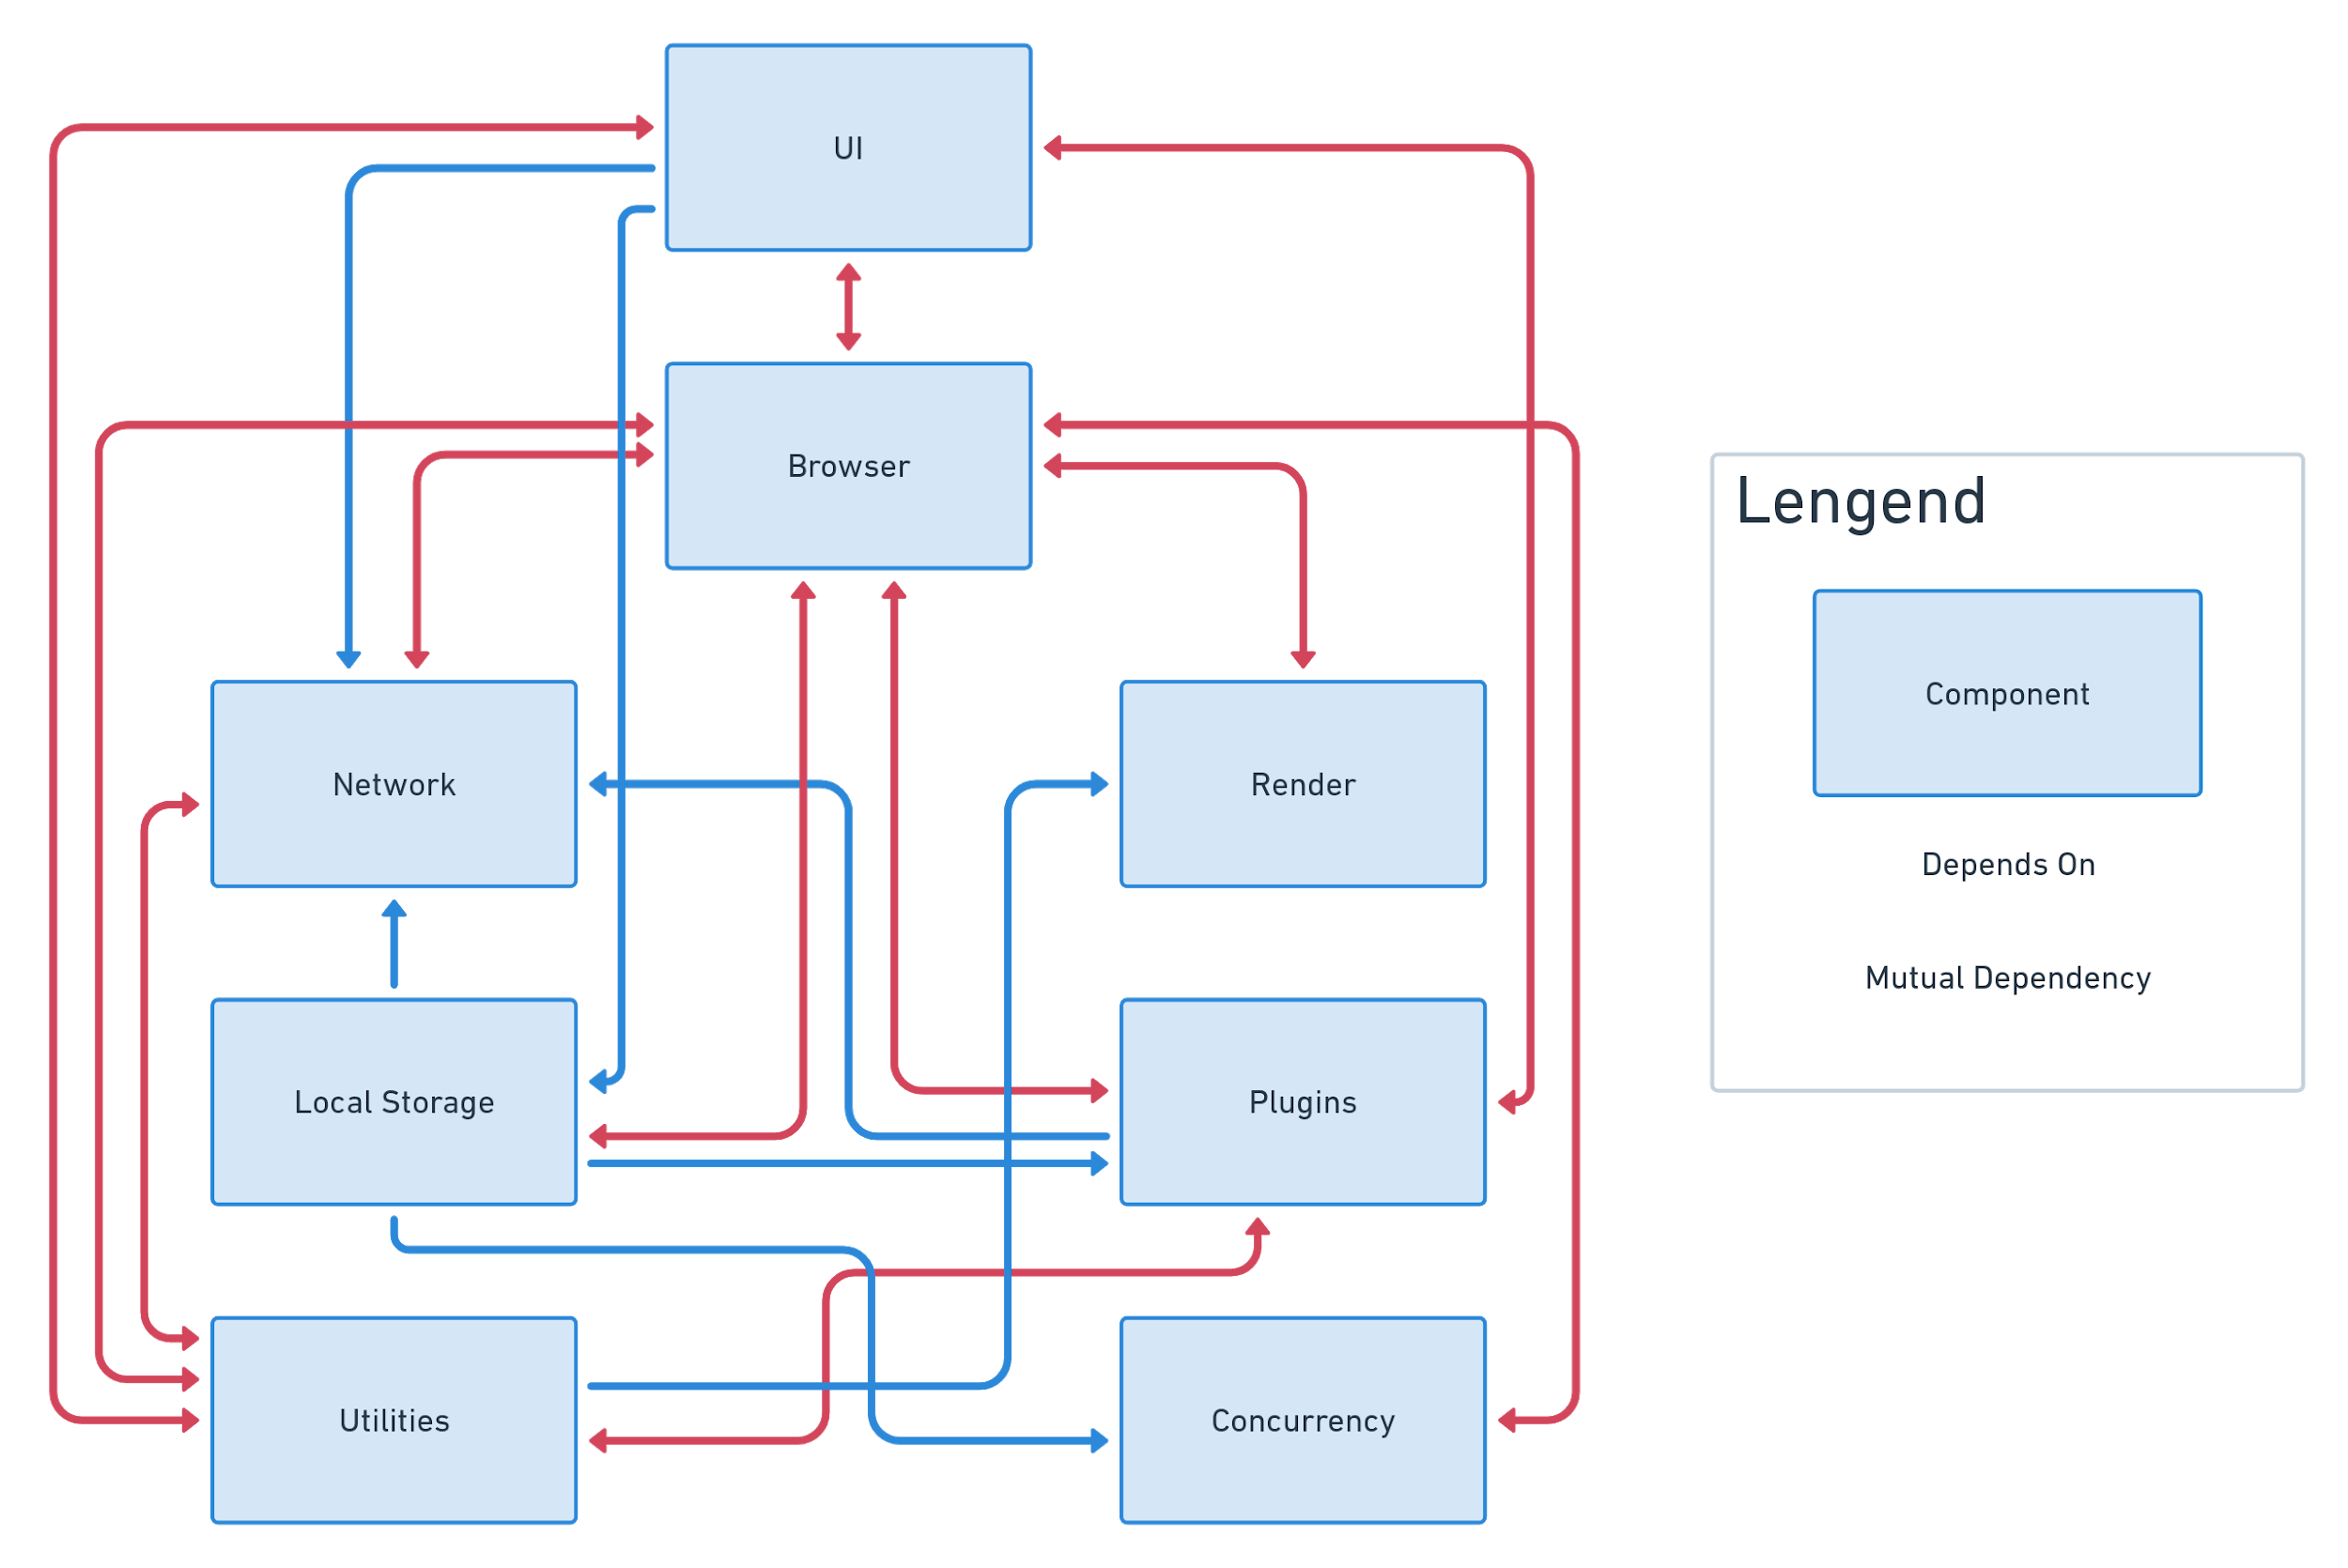 UI
Browser
Lengend
Component
Network
Render
Depends On
Mutual Dependency
Local Storage
Plugins
Utilities
Concurrency